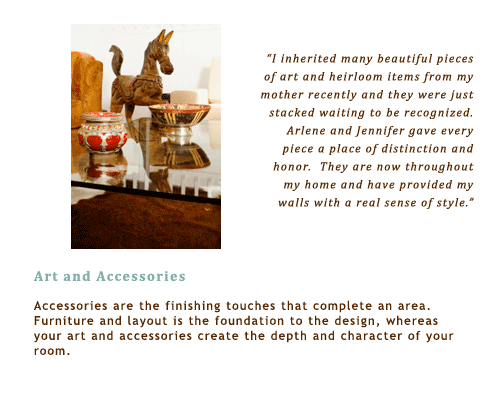 “I inherited many beautiful pieces
of art and heirloom items from my
mother recently and they were just
stacked waiting to be recognized.
Arlene and Jennifer gave every
piece a place of distinction and
honor.  They are now throughout
my home and have provided my
walls with a real sense of style.”
Art and Accessories
Accessories are the finishing touches that complete an area.
Furniture and layout is the foundation to the design, whereas
your art and accessories create the depth and character of your
room.